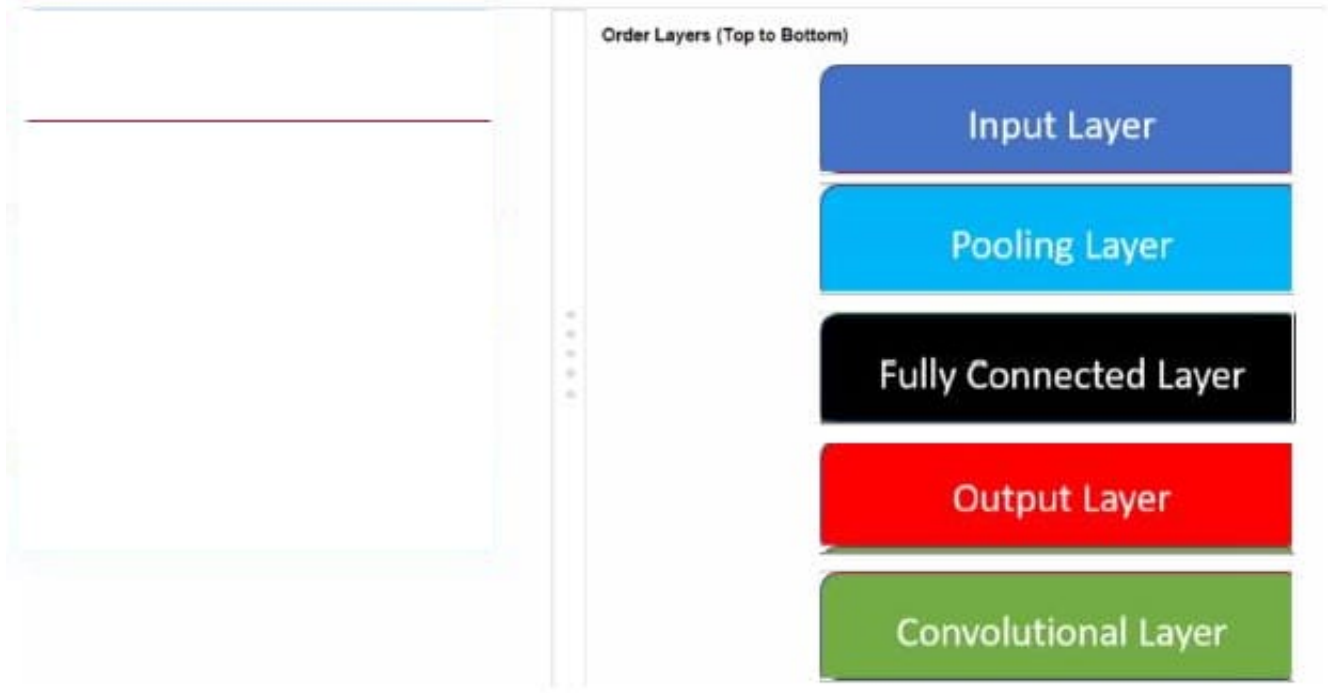 Order Layers (Top to Bottom)
Input Layer
Pooling Layer
Fully Connected Layer
Output Layer
Convolutional Layer